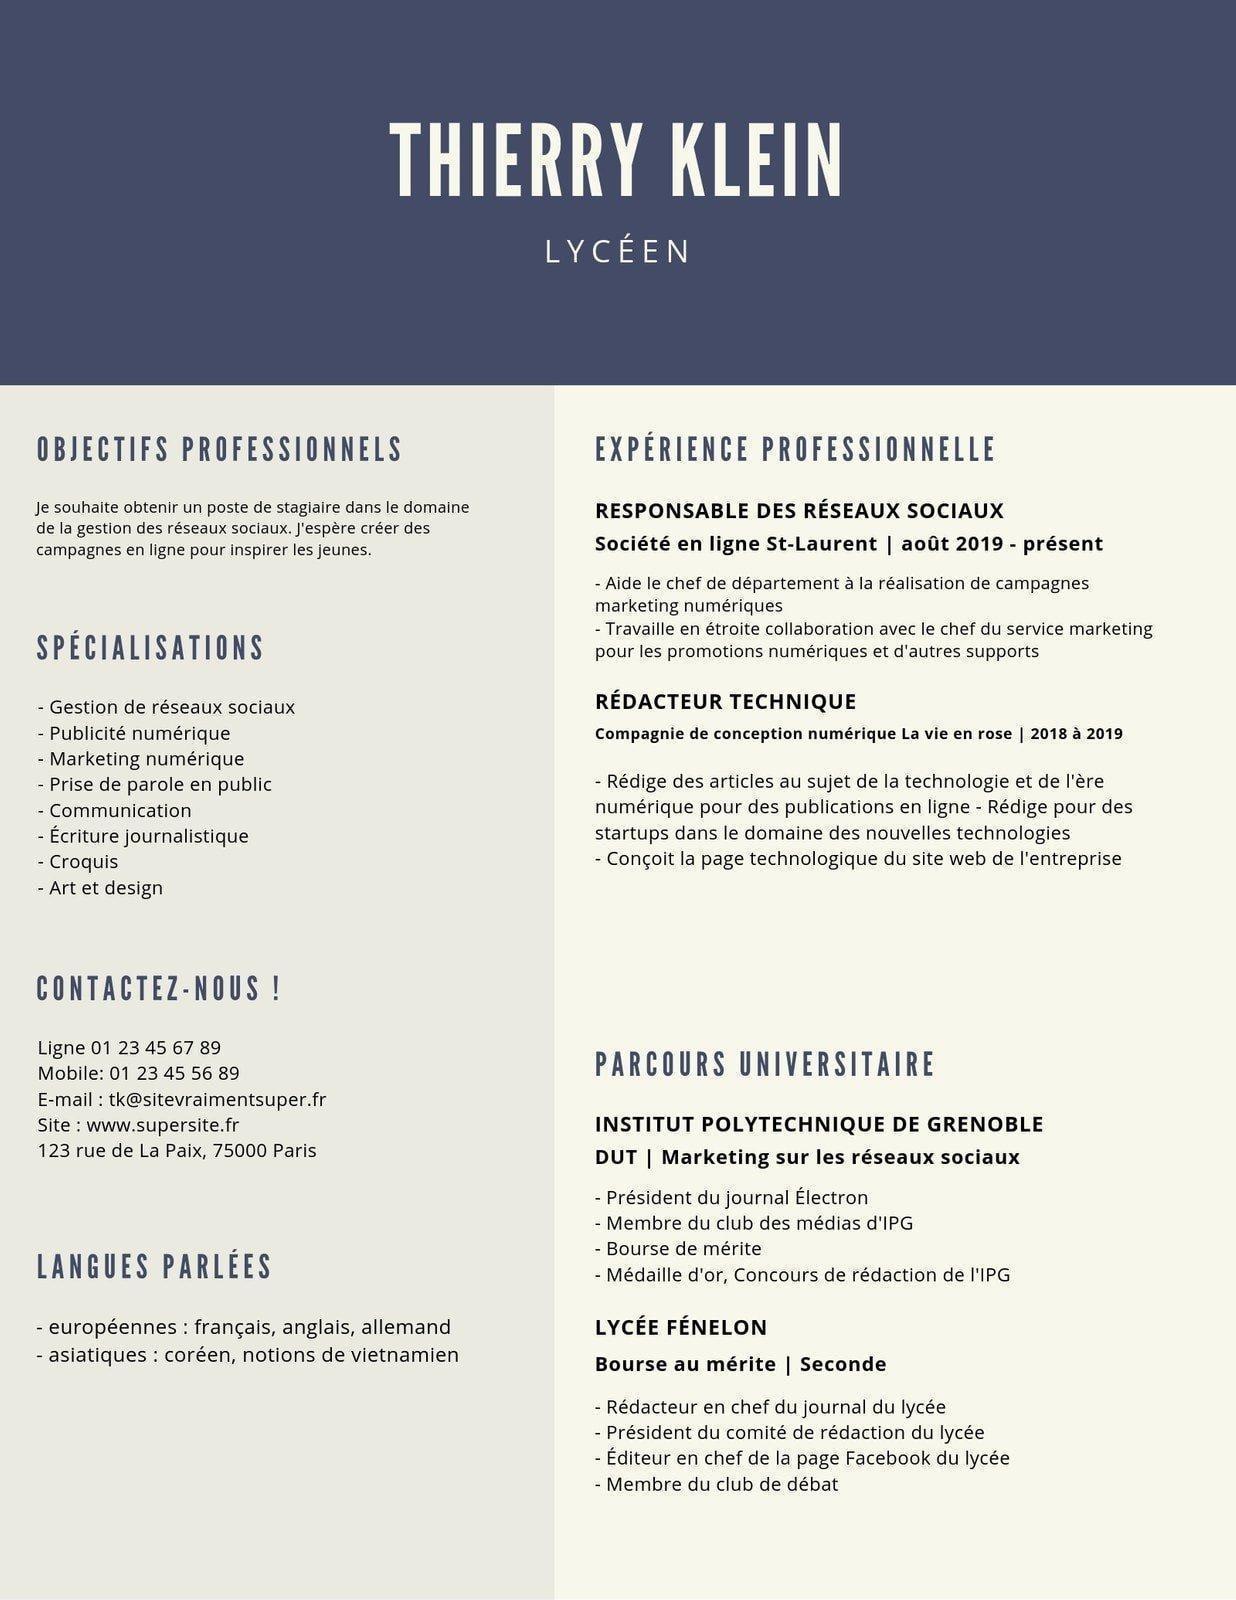 THIERRY KLEIN
LYCÉEN
OBJECTIFS PROFESSIONNELS
Je souhaite obtenir un poste de stagiaire dans le domaine
de la gestion des réseaux sociaux. J'espère créer des
campagnes en ligne pour inspirer les jeunes.
SPÉCIALISATIONS
- Gestion de réseaux sociaux
- Publicité numérique
- Marketing numérique
- Prise de parole en public
- Communication
- Écriture journalistique
- Croquis
- Art et design
CONTACTEZ-NOUS !
Ligne 01 23 45 67 89
Mobile: 01 23 45 56 89
E-mail : tk@sitevraimentsuper.fr
Site : www.supersite.fr
123 rue de La Paix, 75000 Paris
LANGUES PARLÉES
- européennes : français, anglais, allemand
- asiatiques : coréen, notions de vietnamien
EXPÉRIENCE PROFESSIONNELLE
RESPONSABLE DES RÉSEAUX SOCIAUX
Société en ligne St-Laurent | août 2019 - présent
- Aide le chef de département à la réalisation de campagnes
marketing numériques
- Travaille en étroite collaboration avec le chef du service marketing
pour les promotions numériques et d'autres supports
RÉDACTEUR TECHNIQUE
Compagnie de conception numérique La vie en rose | 2018 à 2019
- Rédige des articles au sujet de la technologie et de l'ère
numérique pour des publications en ligne - Rédige pour des
startups dans le domaine des nouvelles technologies
- Conçoit la page technologique du site web de l'entreprise
PARCOURS UNIVERSITAIRE
INSTITUT POLYTECHNIQUE DE GRENOBLE
DUT | Marketing sur les réseaux sociaux
- Président du journal Électron
- Membre du club des médias d'IPG
- Bourse de mérite
- Médaille d'or, Concours de rédaction de l'IPG
LYCÉE FÉNELON
Bourse au mérite | Seconde
- Rédacteur en chef du journal du lycée
- Président du comité de rédaction du lycée
- Éditeur en chef de la page Facebook du lycée
- Membre du club de débat